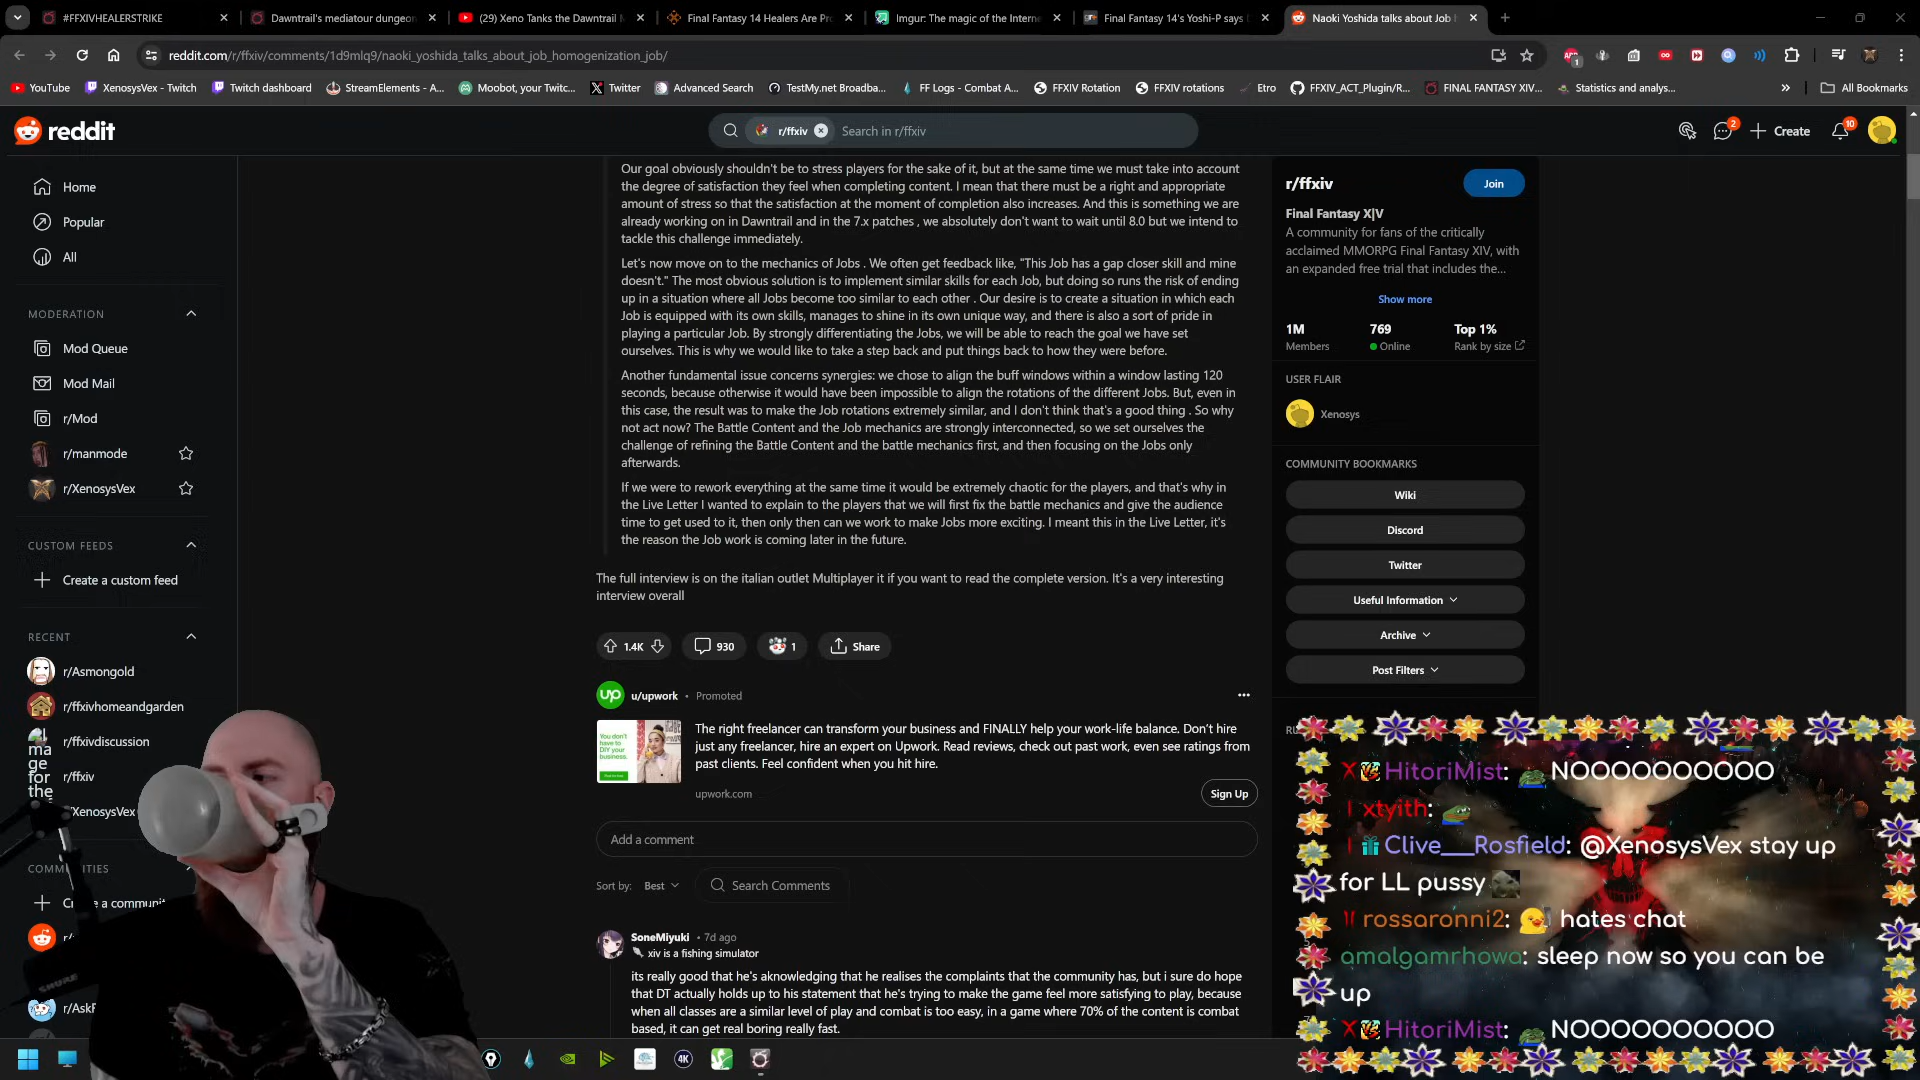 #FFXIVHEALERSTRIKE
Dawntrail's mediatour dungeon
(29) Xeno Tanks the Dawntrail M
Final Fantasy 14 Healers Are Pr
Imgur: The magic of the Interne
Final Fantasy 14's Yoshi-P says
Naoki Yoshida talks about Job H
reddit.com/r/ffxiv/comments/1d9mlq9/naoki_yoshida_talks_about_job_homogenization_job/
YouTube
XenosysVex - Twitch
Twitch dashboard
StreamElements - A...
Moobot, your Twitc...
Twitter
Advanced Search
TestMy.net Broadba...
FF Logs - Combat A...
FFXIV Rotation
FFXIV rotations
Etro
FFXIV_ACT_Plugin/R...
FINAL FANTASY XIV...
Statistics and analys...
All Bookmarks
reddit
r/ffxiv
Search in r/ffxiv
2
Create
10
Home
Popular
All
MODERATION
Mod Queue
Mod Mail
r/Mod
r/manmode
r/XenosysVex
CUSTOM FEEDS
Create a custom feed
RECENT
r/Asmongold
r/ffxivhomeandgarden
r/ffxivdiscussion
r/ffxiv
XenosysVex
Our goal obviously shouldn't be to stress players for the sake of it, but at the same time we must take into account
the degree of satisfaction they feel when completing content. I mean that there must be a right and appropriate
amount of stress so that the satisfaction at the moment of completion also increases. And this is something we are
already working on in Dawntrail and in the 7.x patches , we absolutely don't want to wait until 8.0 but we intend to
tackle this challenge immediately.
Let's now move on to the mechanics of Jobs . We often get feedback like, "This Job has a gap closer skill and mine
doesn't." The most obvious solution is to implement similar skills for each Job, but doing so runs the risk of ending
up in a situation where all Jobs become too similar to each other . Our desire is to create a situation in which each
Job is equipped with its own skills, manages to shine in its own unique way, and there is also a sort of pride in
playing a particular Job. By strongly differentiating the Jobs, we will be able to reach the goal we have set
ourselves. This is why we would like to take a step back and put things back to how they were before.
Another fundamental issue concerns synergies: we chose to align the buff windows within a window lasting 120
seconds, because otherwise it would have been impossible to align the rotations of the different Jobs. But, even in
this case, the result was to make the Job rotations extremely similar, and I don't think that's a good thing . So why
not act now? The Battle Content and the Job mechanics are strongly interconnected, so we set ourselves the
challenge of refining the Battle Content and the battle mechanics first, and then focusing on the Jobs only
afterwards.
If we were to rework everything at the same time it would be extremely chaotic for the players, and that's why in
the Live Letter I wanted to explain to the players that we will first fix the battle mechanics and give the audience
time to get used to it, then only then can we work to make Jobs more exciting. I meant this in the Live Letter, it's
the reason the Job work is coming later in the future.
The full interview is on the italian outlet Multiplayer it if you want to read the complete version. It's a very interesting
interview overall
1.4K
930
1
Share
u/upwork • Promoted
The right freelancer can transform your business and FINALLY help your work-life balance. Don't hire
just any freelancer, hire an expert on Upwork. Read reviews, check out past work, even see ratings from
past clients. Feel confident when you hit hire.
upwork.com
Sign Up
Add a comment
Sort by: Best
Search Comments
SoneMiyuki • 7d ago
xiv is a fishing simulator
its really good that he's aknowledging that he realises the complaints that the community has, but i sure do hope
that DT actually holds up to his statement that he's trying to make the game feel more satisfying to play, because
when all classes are a similar level of play and combat is too easy, in a game where 70% of the content is combat
based, it can get real boring really fast.
r/ffxiv
Join
Final Fantasy X|V
A community for fans of the critically
acclaimed MMORPG Final Fantasy XIV, with
an expanded free trial that includes the...
Show more
1M
Members
769
Online
Top 1%
Rank by size
USER FLAIR
Xenosys
COMMUNITY BOOKMARKS
Wiki
Discord
Twitter
Useful Information
Archive
Post Filters
HitoriMist: NOOOOOOOOOO
xtyith:
Clive___Rosfield: @XenosysVex stay up
for LL pussy
rossaronni2: hates chat
amalgamrhowa: sleep now so you can be
up
HitoriMist: NOOOOOOOOOO